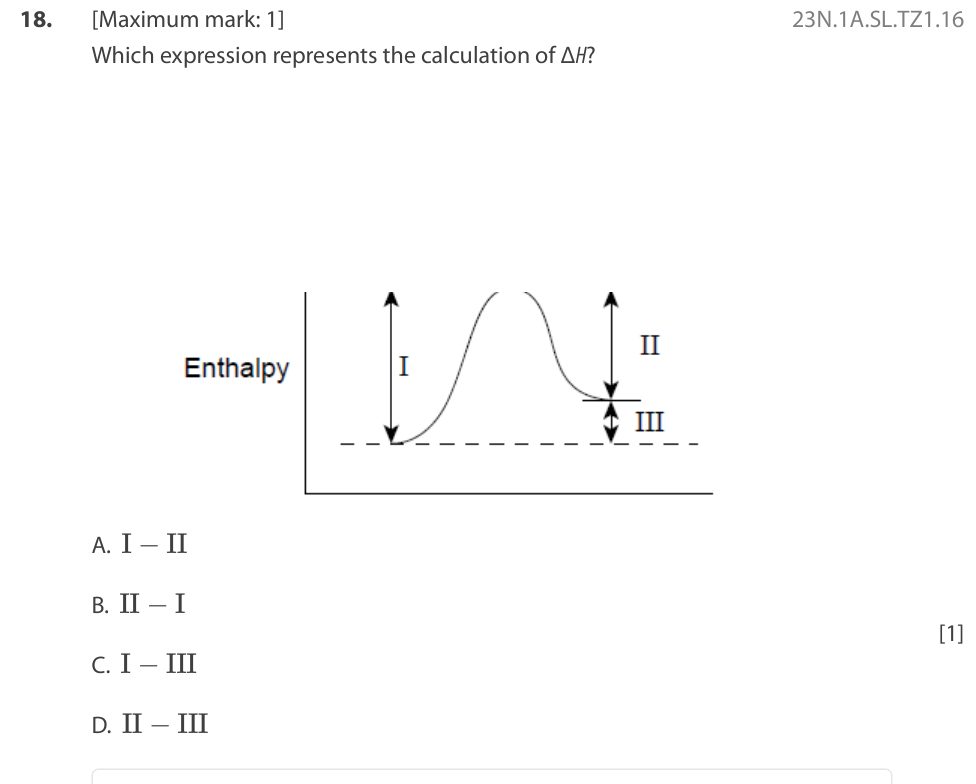 18. [Maximum mark: 1] 23N.1A.SL.TZ1.16
Which expression represents the calculation of ΔH?
II
Enthalpy I
III
A. I − II
B. II − I
[1]
C. I − III
D. II − III